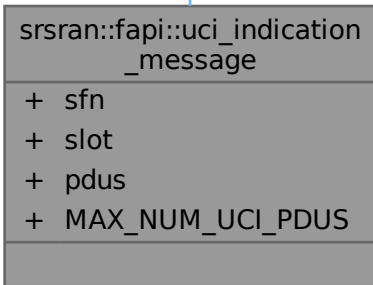 srsran::fapi::uci_indication
_message
+ sfn
+ slot
+ pdus
+ MAX_NUM_UCI_PDUS